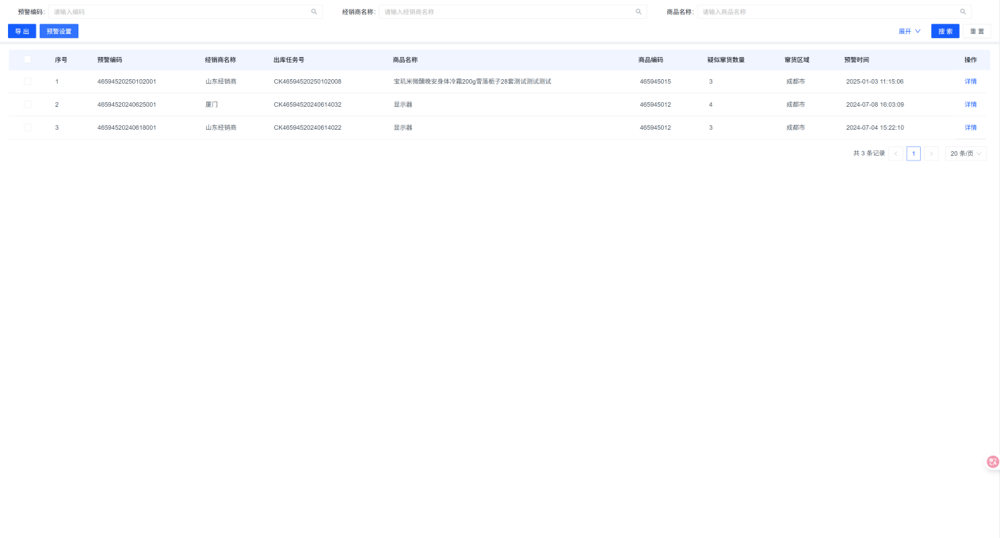 预警编码: 请输入编码 经销商名称: 请输入经销商名称 商品名称: 请输入商品名称
导 出 预警设置 展开 搜 索 重 置
序号 预警编码 经销商名称 出库任务号 商品名称 商品编码 疑似窜货数量 窜货区域 预警时间 操作
1 46594520250102001 山东经销商 CK46594520250102008 宝玑米微醺晚安身体冷霜200g雪落栀子28套测试测试测试 465945015 3 成都市 2025-01-03 11:15:06 详情
2 46594520240625001 厦门 CK46594520240614032 显示器 465945012 4 成都市 2024-07-08 16:03:09 详情
3 46594520240618001 山东经销商 CK46594520240614022 显示器 465945012 3 成都市 2024-07-04 15:22:10 详情
共 3 条记录 < 1 > 20 条/页